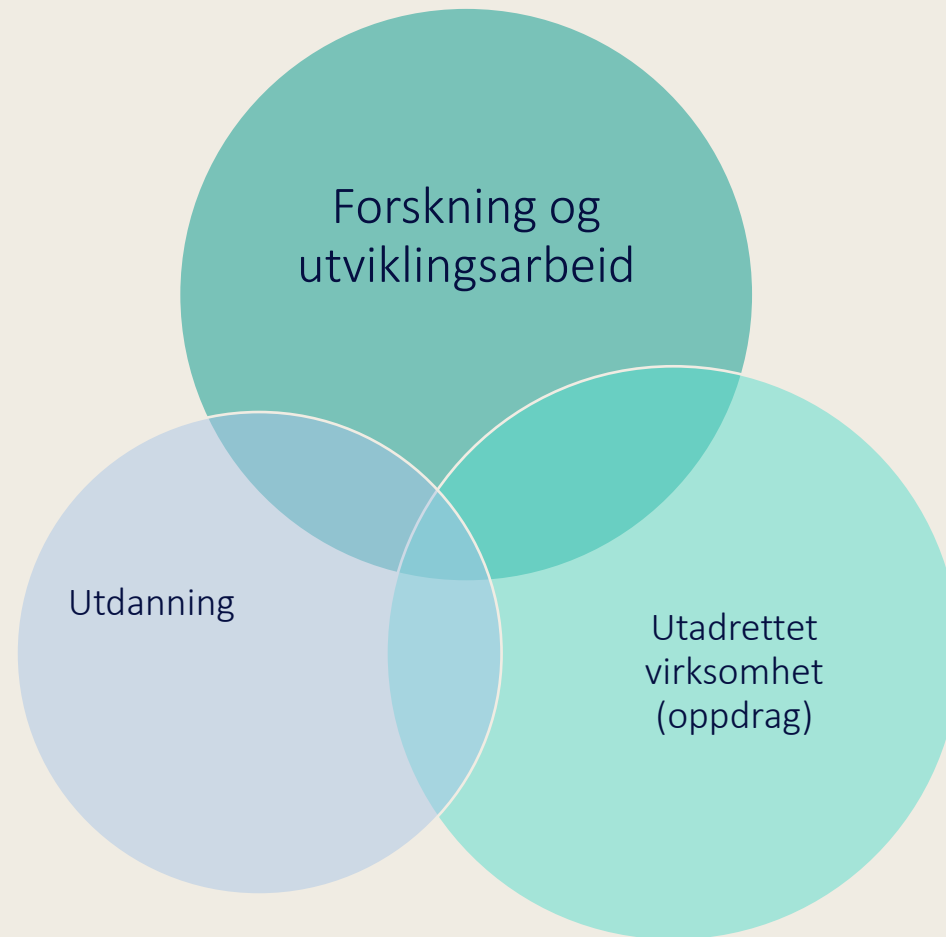 Forskning og
utviklingsarbeid
Utdanning
Utadrettet
virksomhet
(oppdrag)